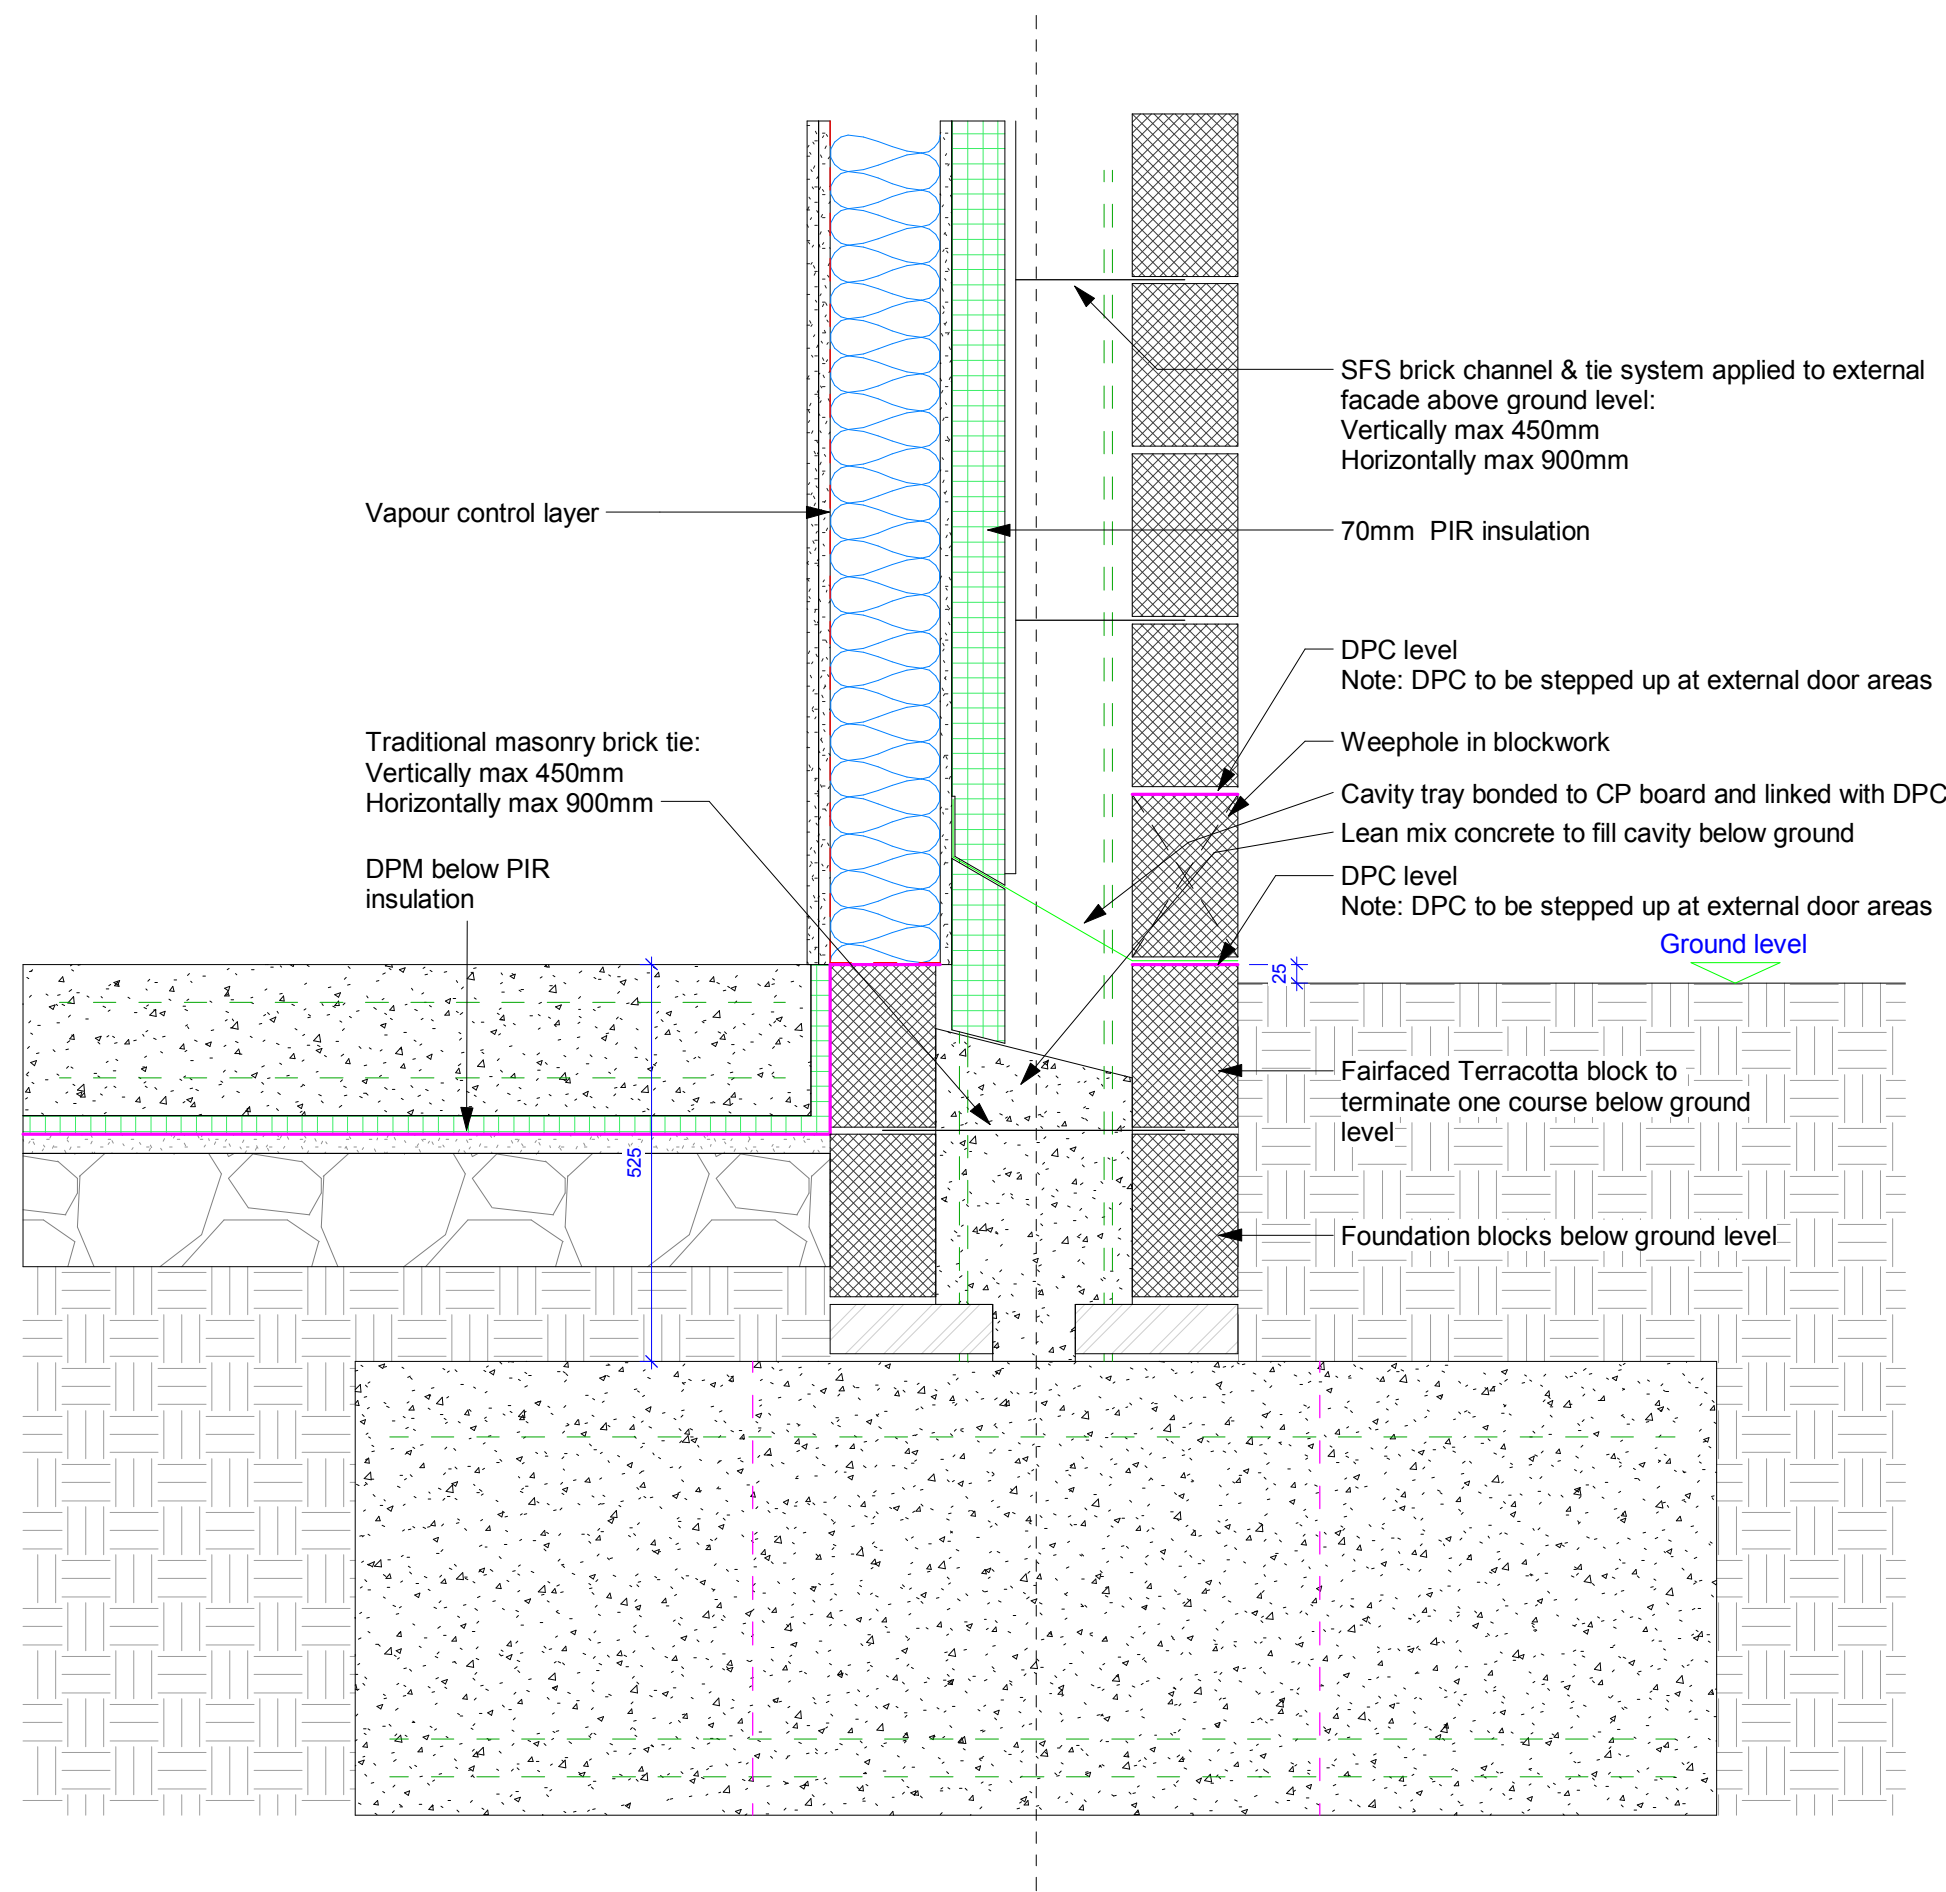 SFS brick channel & tie system applied to external
facade above ground level:
Vertically max 450mm
Horizontally max 900mm
Vapour control layer
70mm PIR insulation
DPC level
Note: DPC to be stepped up at external door areas
Traditional masonry brick tie:
Vertically max 450mm
Horizontally max 900mm
Weephole in blockwork
Cavity tray bonded to CP board and linked with DPC
Lean mix concrete to fill cavity below ground
DPM below PIR
insulation
DPC level
Note: DPC to be stepped up at external door areas
Ground level
25
Fairfaced Terracotta block to
terminate one course below ground
level
525
Foundation blocks below ground level